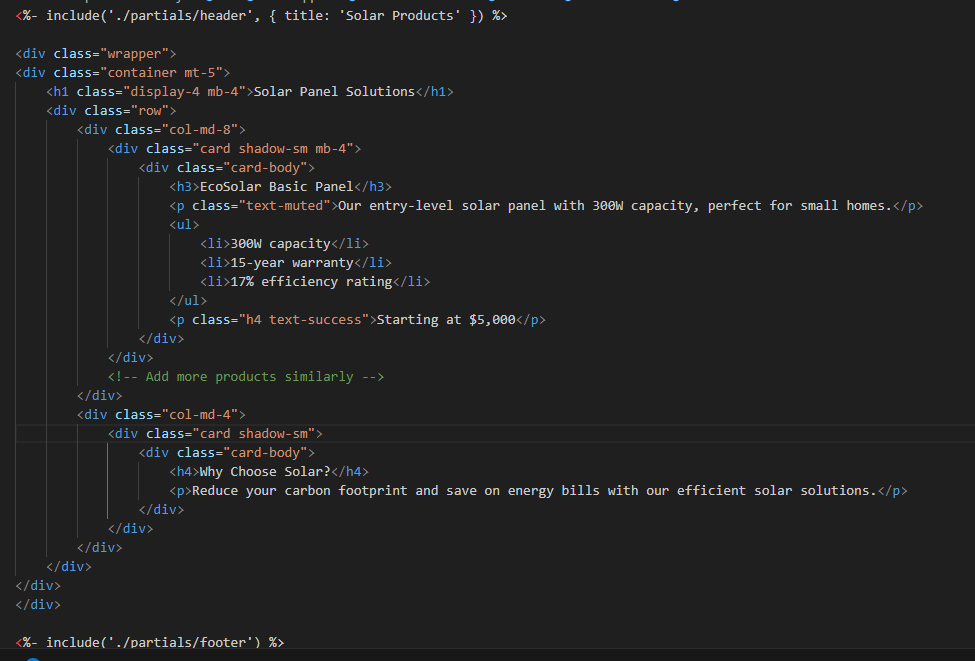 <%- include('./partials/header', { title: 'Solar Products' }) %>
<div class="wrapper">
<div class="container mt-5">
<h1 class="display-4 mb-4">Solar Panel Solutions</h1>
<div class="row">
<div class="col-md-8">
<div class="card shadow-sm mb-4">
<div class="card-body">
<h3>EcoSolar Basic Panel</h3>
<p class="text-muted">Our entry-level solar panel with 300W capacity, perfect for small homes.</p>
<ul>
<li>300W capacity</li>
<li>15-year warranty</li>
<li>17% efficiency rating</li>
</ul>
<p class="h4 text-success">Starting at $5,000</p>
</div>
</div>
<!-- Add more products similarly -->
</div>
<div class="col-md-4">
<div class="card shadow-sm">
<div class="card-body">
<h4>Why Choose Solar?</h4>
<p>Reduce your carbon footprint and save on energy bills with our efficient solar solutions.</p>
</div>
</div>
</div>
</div>
</div>
</div>
<%- include('./partials/footer') %>